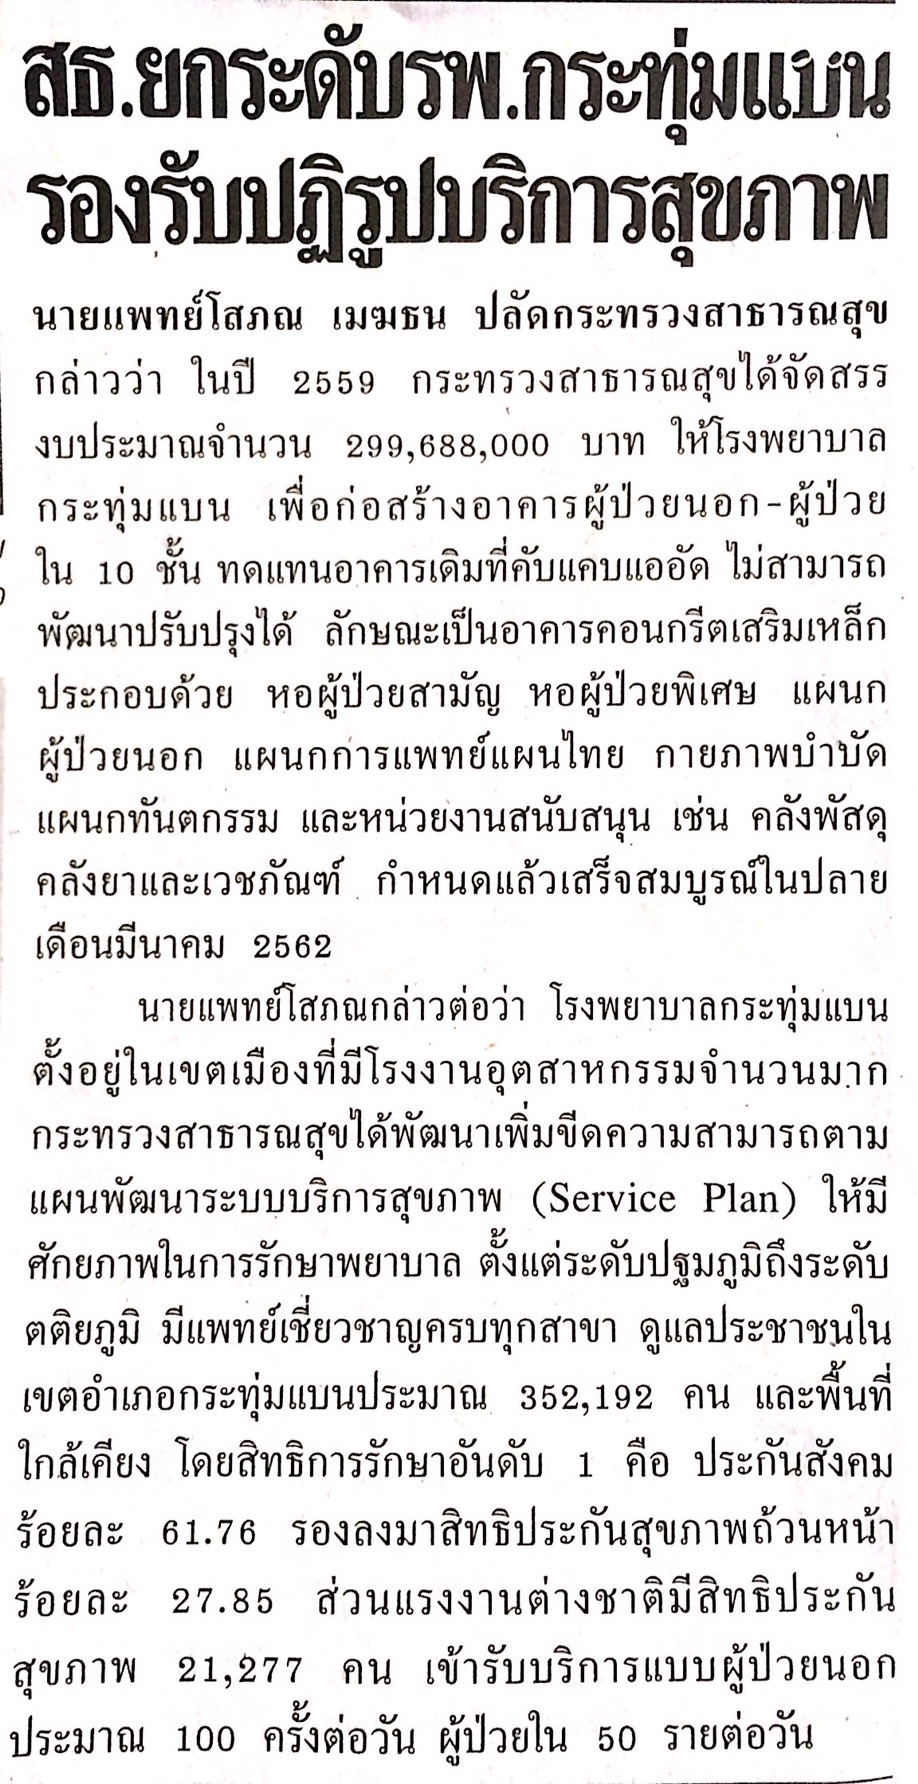 สธ.ยกระดับรพ.กระทุ่มแบน
รองรับปฏิรูปบริการสุขภาพ
นายแพทย์โสภณ เมฆธน ปลัดกระทรวงสาธารณสุข
กล่าวว่า ในปี 2559 กระทรวงสาธารณสุขได้จัดสรร
งบประมาณจำนวน 299,688,000 บาท ให้โรงพยาบาล
กระทุ่มแบน เพื่อก่อสร้างอาคารผู้ป่วยนอก-ผู้ป่วย
ใน 10 ชั้น ทดแทนอาคารเดิมที่คับแคบแออัด ไม่สามารถ
พัฒนาปรับปรุงได้ ลักษณะเป็นอาคารคอนกรีตเสริมเหล็ก
ประกอบด้วย หอผู้ป่วยสามัญ หอผู้ป่วยพิเศษ แผนก
ผู้ป่วยนอก แผนกการแพทย์แผนไทย กายภาพบำบัด
แผนกทันตกรรม และหน่วยงานสนับสนุน เช่น คลังพัสดุ
คลังยาและเวชภัณฑ์ กำหนดแล้วเสร็จสมบูรณ์ในปลาย
เดือนมีนาคม 2562
นายแพทย์โสภณกล่าวต่อว่า โรงพยาบาลกระทุ่มแบน
ตั้งอยู่ในเขตเมืองที่มีโรงงานอุตสาหกรรมจำนวนมาก
กระทรวงสาธารณสุขได้พัฒนาเพิ่มขีดความสามารถตาม
แผนพัฒนาระบบบริการสุขภาพ (Service Plan) ให้มี
ศักยภาพในการรักษาพยาบาล ตั้งแต่ระดับปฐมภูมิถึงระดับ
ตติยภูมิ มีแพทย์เชี่ยวชาญครบทุกสาขา ดูแลประชาชนใน
เขตอำเภอกระทุ่มแบนประมาณ 352,192 คน และพื้นที่
ใกล้เคียง โดยสิทธิการรักษาอันดับ 1 คือ ประกันสังคม
ร้อยละ 61.76 รองลงมาสิทธิประกันสุขภาพถ้วนหน้า
ร้อยละ 27.85 ส่วนแรงงานต่างชาติมีสิทธิประกัน
สุขภาพ 21,277 คน เข้ารับบริการแบบผู้ป่วยนอก
ประมาณ 100 ครั้งต่อวัน ผู้ป่วยใน 50 รายต่อวัน